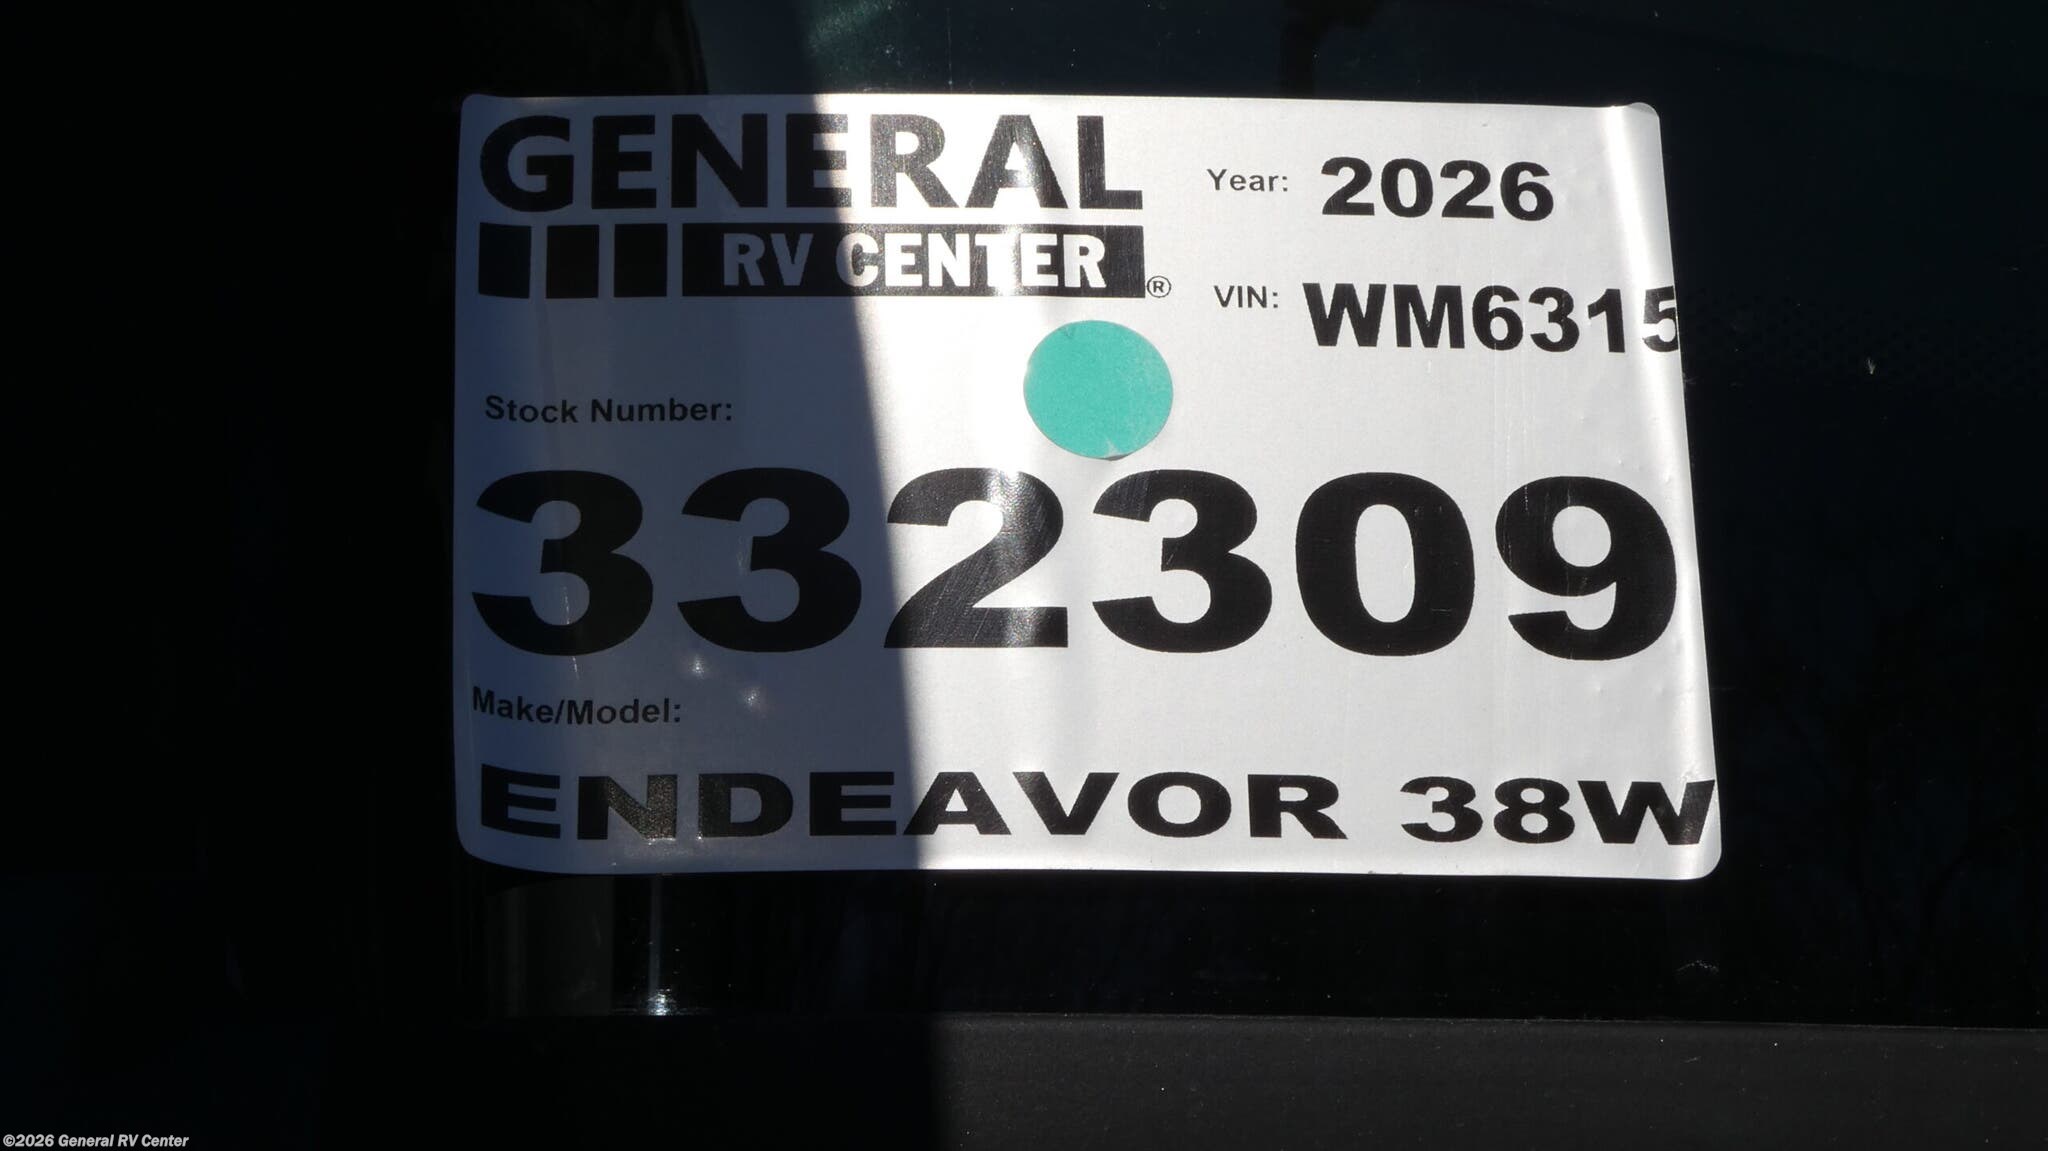 GENERAL
RV CENTER®
Year: 2026
VIN: WM6315
Stock Number:
332309
Make/Model:
ENDEAVOR 38W
©2026 General RV Center